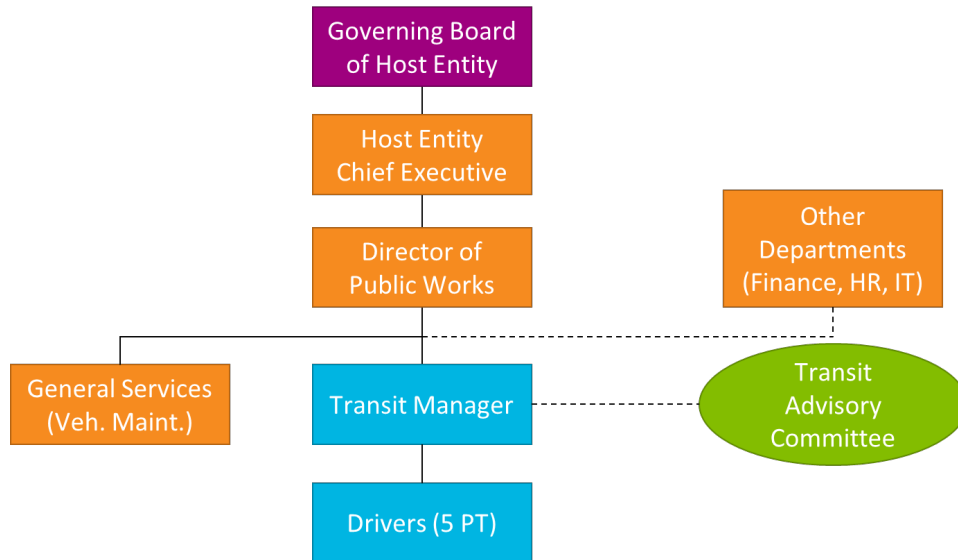 Governing Board
of Host Entity
Host Entity
Chief Executive
Director of
Public Works
Other
Departments
(Finance, HR, IT)
General Services
(Veh. Maint.)
Transit Manager
Transit
Advisory
Committee
Drivers (5 PT)